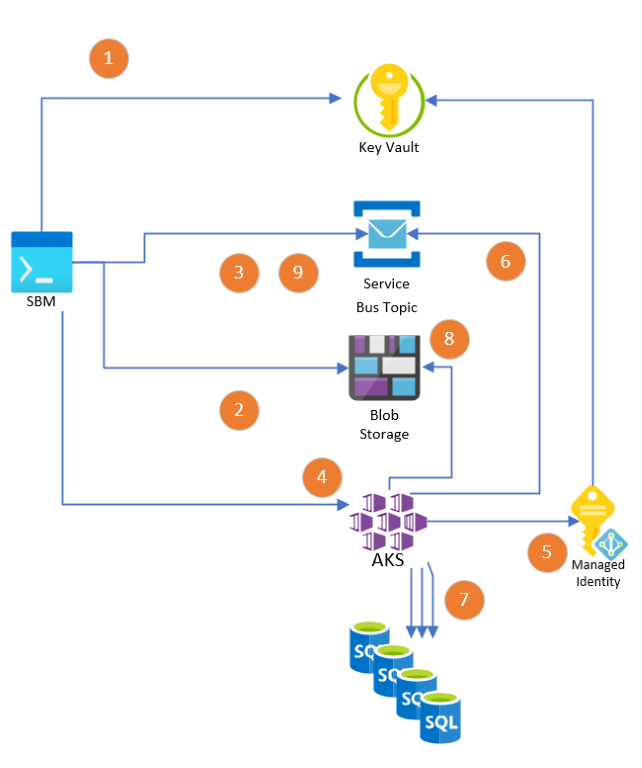 1
Key Vault
SBM
3
9
6
Service
Bus Topic
8
2
Blob
Storage
4
AKS
5
Managed
Identity
7
SQL
SQL
SQL
SQL